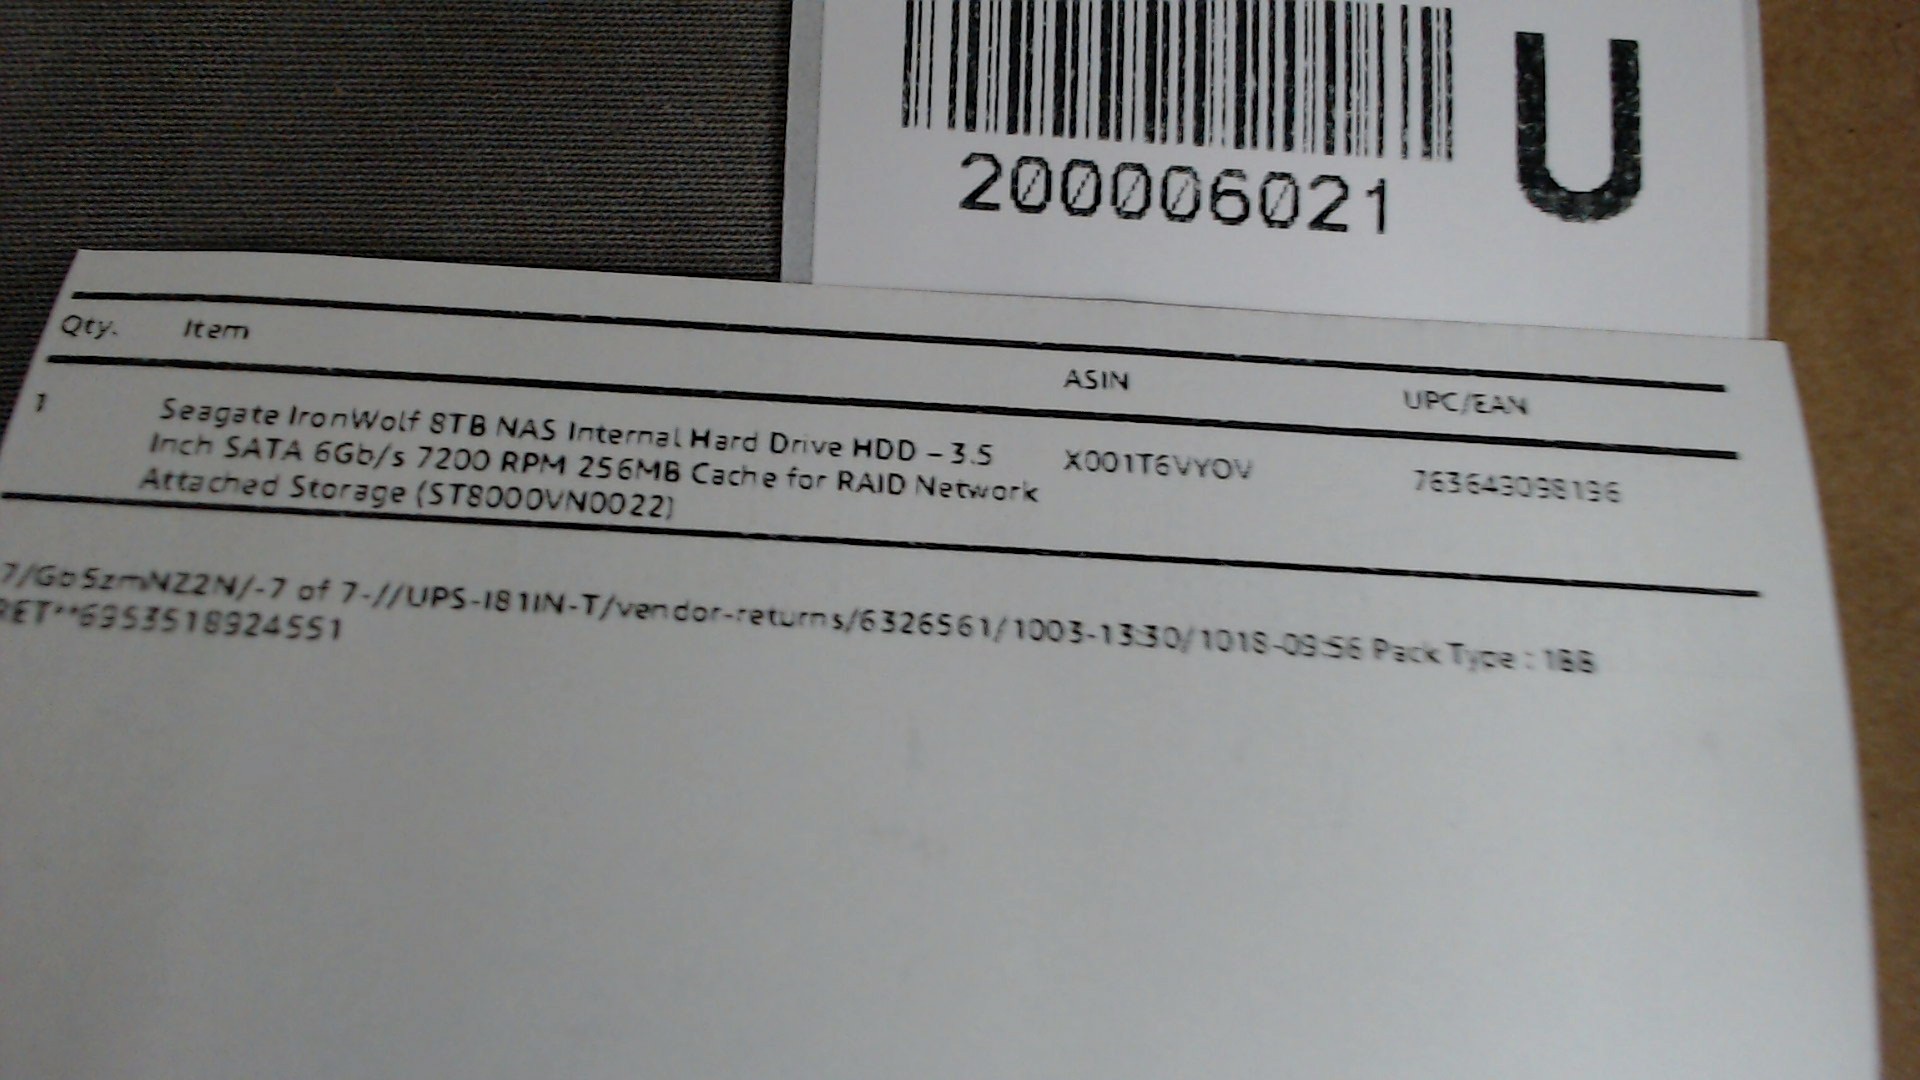 200006021
U
Qty. Item ASIN UPC/EAN
1 Seagate IronWolf 8TB NAS Internal Hard Drive HDD – 3.5
Inch SATA 6Gb/s 7200 RPM 256MB Cache for RAID Network
Attached Storage (ST8000VN0022)
X001T6VYOV
763649098196
7/Gb5zmNZ2N/-7 of 7-//UPS-I81IN-T/vendor-returns/6326561/1003-13:30/1018-09:56 Pack Type : 1BB
RET**6953518924551